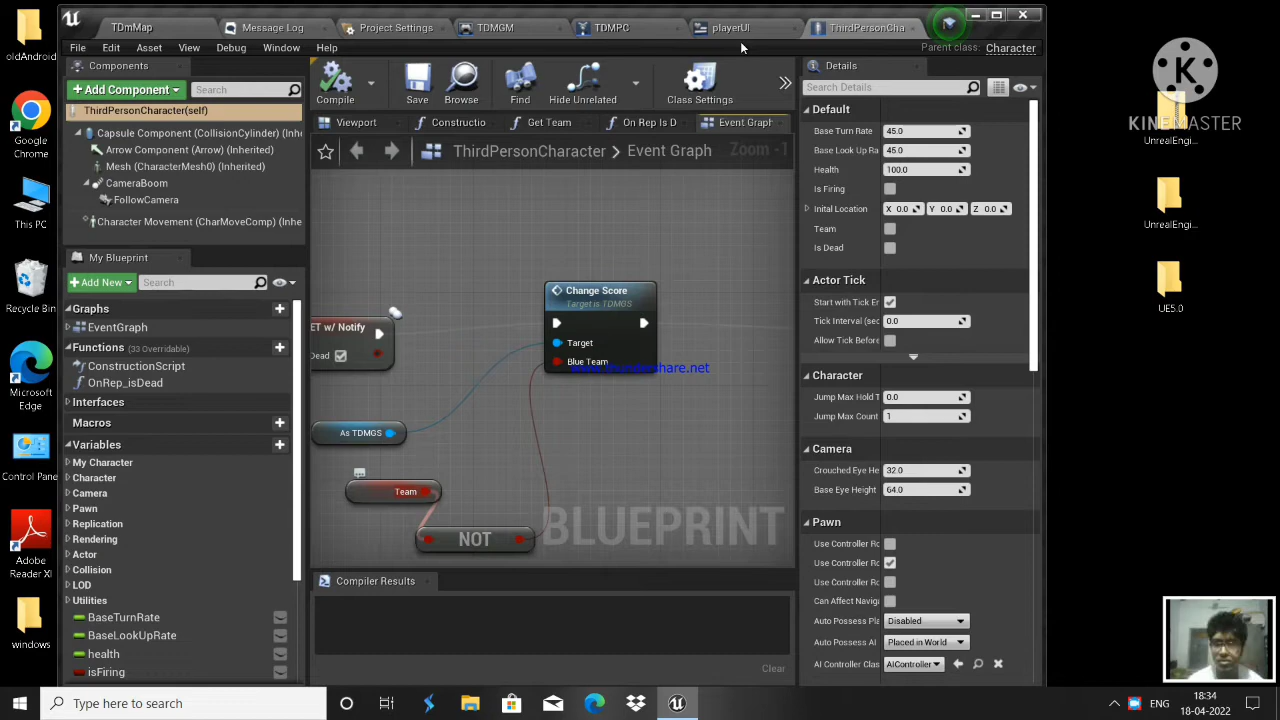 oldAndroid
Google
Chrome
This PC
Recycle Bin
Microsoft
Edge
Control Pane...
Adobe
Reader XI
windows
TDmMap
Message Log
Project Settings
TDMGM
TDMPC
playerUI
ThirdPersonCha
File Edit Asset View Debug Window Help
Parent class: Character
Components
+ Add Component
Search
ThirdPersonCharacter(self)
Capsule Component (CollisionCylinder) (Inhe
Arrow Component (Arrow) (Inherited)
Mesh (CharacterMesh0) (Inherited)
CameraBoom
FollowCamera
Character Movement (CharMoveComp) (Inhe
My Blueprint
+ Add New
Search
Graphs
EventGraph
Functions (33 Overridable)
ConstructionScript
OnRep_isDead
Interfaces
Macros
Variables
My Character
Character
Camera
Pawn
Replication
Rendering
Actor
Collision
LOD
Utilities
BaseTurnRate
BaseLookUpRate
health
isFiring
Compile
Save
Browse
Find
Hide Unrelated
Class Settings
Viewport
Constructio
Get Team
On Rep Is D
Event Graph
ThirdPersonCharacter > Event Graph
Zoom -1
ET w/ Notify
Dead
Change Score
Target is TDMGS
Target
Blue Team
www.thundershare.net
As TDMGS
Team
NOT
BLUEPRINT
Compiler Results
Clear
Details
Search Details
Default
Base Turn Rate 45.0
Base Look Up Ra 45.0
Health 100.0
Is Firing
Inital Location X 0.0 Y 0.0 Z 0.0
Team
Is Dead
Actor Tick
Start with Tick En
Tick Interval (sec 0.0
Allow Tick Before
Character
Jump Max Hold T 0.0
Jump Max Count 1
Camera
Crouched Eye He 32.0
Base Eye Height 64.0
Pawn
Use Controller Ro
Use Controller Ro
Use Controller Ro
Can Affect Naviga
Auto Possess Pla Disabled
Auto Possess AI Placed in World
AI Controller Clas AIController
K
KINEMASTER
UnrealEngi...
UnrealEngi...
UE5.0
Type here to search
ENG
18:34
18-04-2022